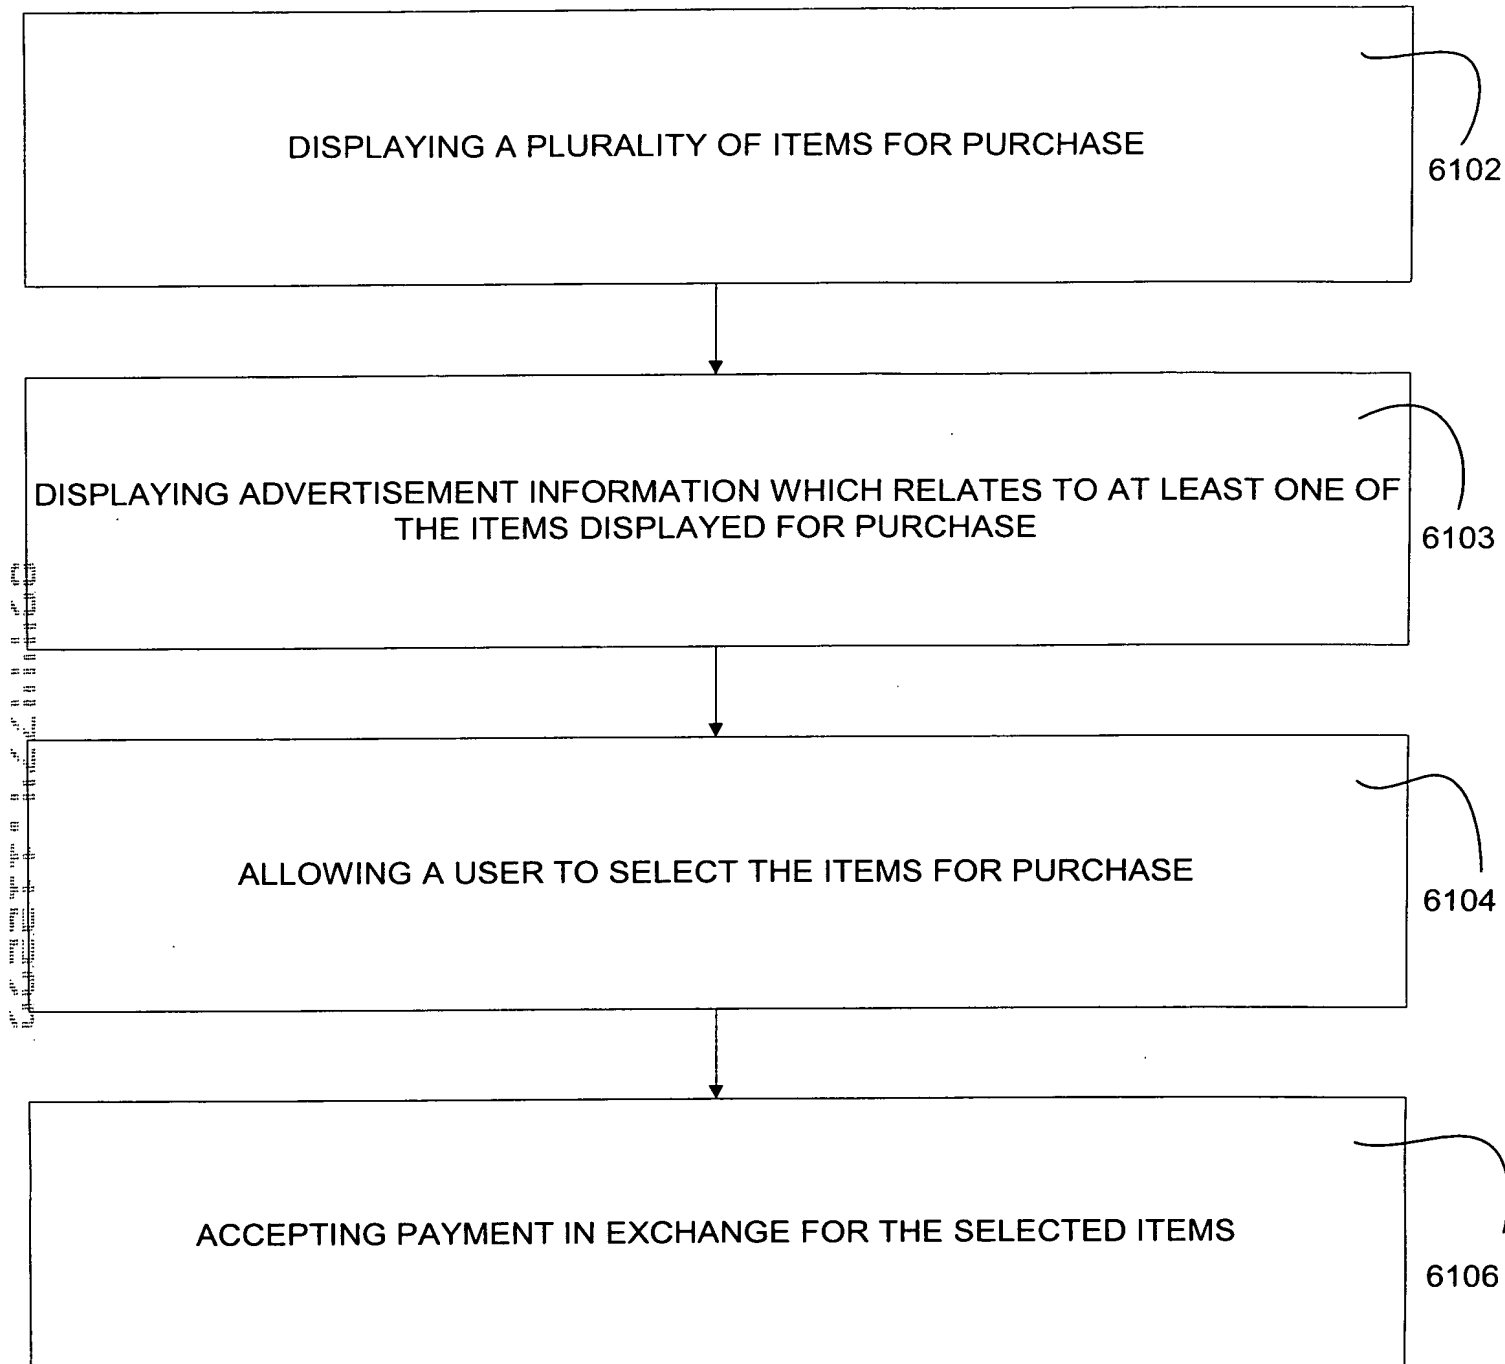 DISPLAYING A PLURALITY OF ITEMS FOR PURCHASE
6102
DISPLAYING ADVERTISEMENT INFORMATION WHICH RELATES TO AT LEAST ONE OF
THE ITEMS DISPLAYED FOR PURCHASE
6103
ALLOWING A USER TO SELECT THE ITEMS FOR PURCHASE
6104
ACCEPTING PAYMENT IN EXCHANGE FOR THE SELECTED ITEMS
6106